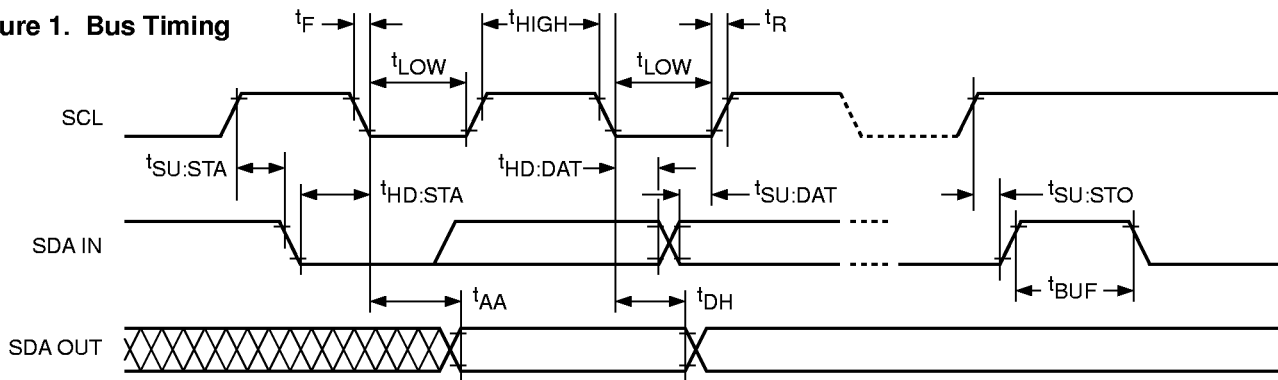 ure 1. Bus Timing
tF
tHIGH
tR
tLOW
tLOW
SCL
tSU:STA
tHD:STA
tHD:DAT
tSU:DAT
tSU:STO
SDA IN
tBUF
tAA
tDH
SDA OUT